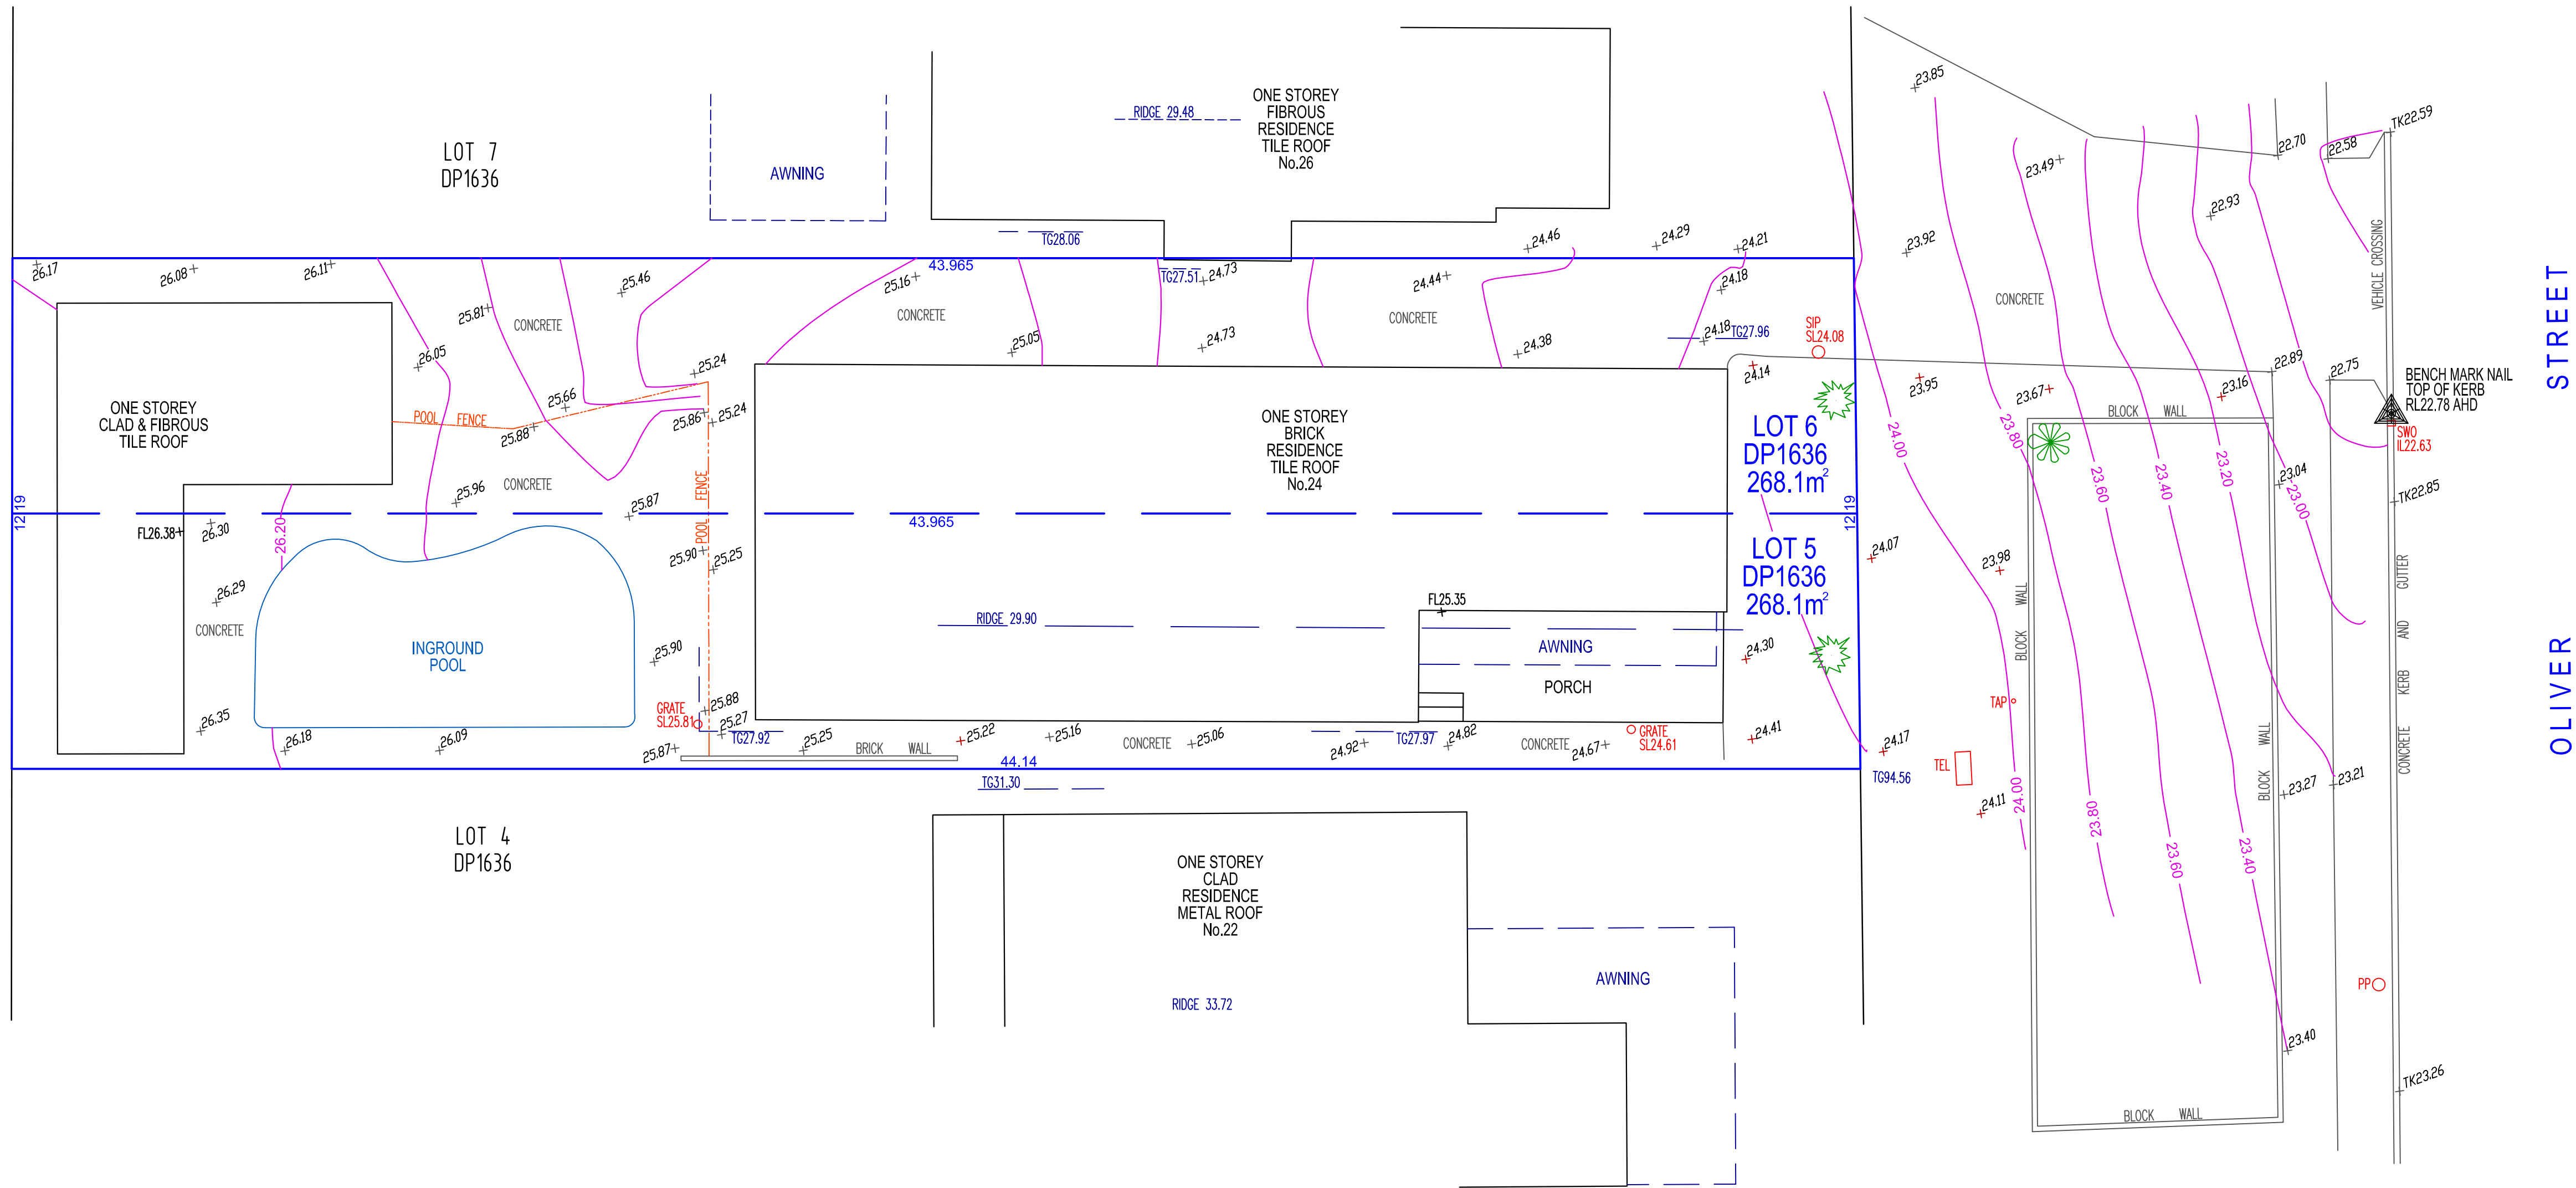 LOT 7
DP1636
AWNING
RIDGE 29.48
ONE STOREY
FIBROUS
RESIDENCE
TILE ROOF
No.26
TG28.06
43.965
TG27.51
24.73
24.46
24.29
24.21
23.85
23.92
23.49
22.93
22.70
22.58
TK22.59
VEHICLE CROSSING
CONCRETE
STREET
26.17
26.08
26.11
25.46
25.81
CONCRETE
25.16
CONCRETE
24.44
CONCRETE
24.18
24.18
TG27.96
SIP
SL24.08
26.05
25.24
25.05
24.73
24.38
24.14
23.95
23.67
23.16
22.89
22.75
BENCH MARK NAIL
TOP OF KERB
RL22.78 AHD
SWO
IL22.63
ONE STOREY
CLAD & FIBROUS
TILE ROOF
POOL FENCE
25.66
25.88
25.86
25.24
ONE STOREY
BRICK
RESIDENCE
TILE ROOF
No.24
LOT 6
DP1636
268.1m²
BLOCK WALL
24.00
23.80
23.60
23.40
23.20
23.00
23.04
TK22.85
25.96
CONCRETE
25.87
POOL FENCE
12.19
43.965
12.19
FL26.38
26.30
26.20
25.90
25.25
LOT 5
DP1636
268.1m²
24.07
23.98
26.29
CONCRETE
INGROUND
POOL
25.90
RIDGE 29.90
FL25.35
AWNING
PORCH
24.30
BLOCK WALL
BLOCK WALL
CONCRETE KERB AND GUTTER
OLIVER
26.35
26.18
26.09
GRATE
SL25.81
25.88
25.27
TG27.92
25.87
25.25
BRICK WALL
25.22
25.16
CONCRETE
25.06
24.92
TG27.97
24.82
CONCRETE
24.67
GRATE
SL24.61
24.41
24.17
TAP
TEL
44.14
TG31.30
TG94.56
24.11
24.00
23.80
23.60
23.40
23.27
23.21
LOT 4
DP1636
ONE STOREY
CLAD
RESIDENCE
METAL ROOF
No.22
RIDGE 33.72
AWNING
PP
23.40
TK23.26
BLOCK WALL